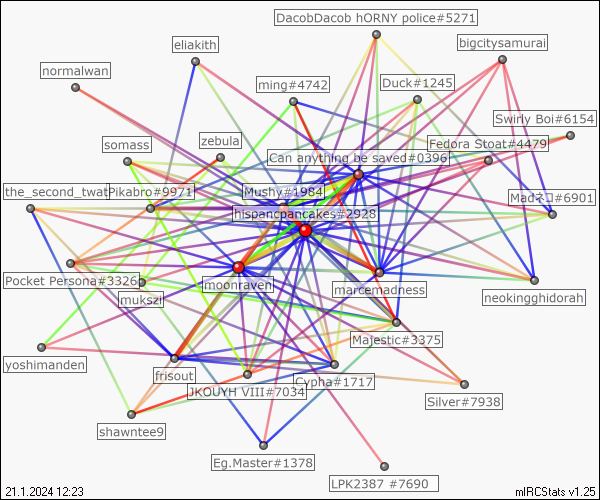 DacobDacob hORNY police#5271
eliakith
bigcitysamurai
normalwan
ming#4742
Duck#1245
Swirly Boi#6154
somass
zebula
Fedora Stoat#4479
Can anything be saved#0396
the_second_twat
Pikabro#9971
Mushy#1984
Madネコ#6901
hispancpancakes#2928
Pocket Persona#3326
moonraven
marcemadness
mukszi
neokingghidorah
Majestic#3375
yoshimanden
frisout
Cypha#1717
JKOUYH VIII#7034
Silver#7938
shawntee9
Eg.Master#1378
LPK2387 #7690
21.1.2024 12:23
mIRCStats v1.25